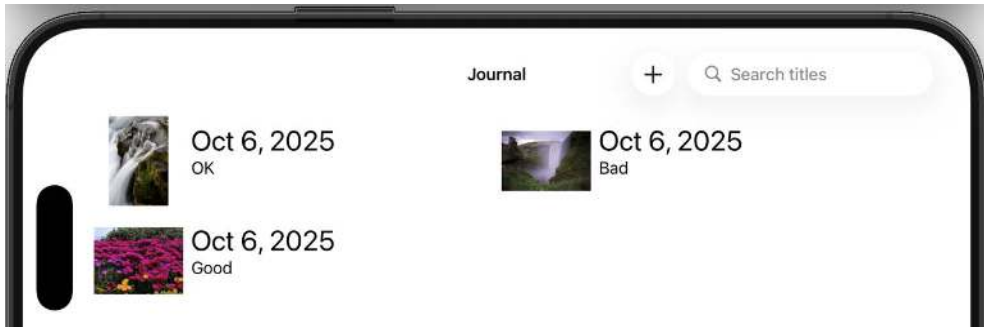 Journal
+ Search titles
Oct 6, 2025
OK
Oct 6, 2025
Bad
Oct 6, 2025
Good